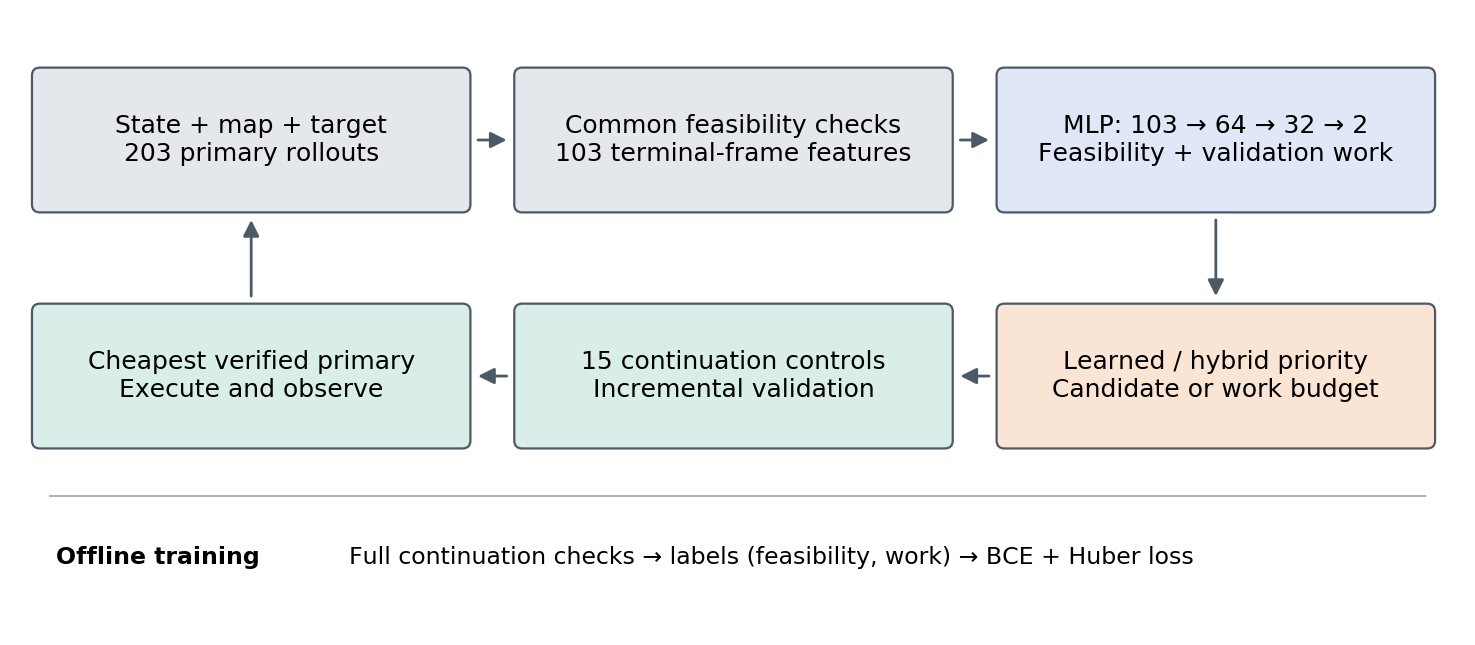 State + map + target
203 primary rollouts
Common feasibility checks
103 terminal-frame features
MLP: 103 → 64 → 32 → 2
Feasibility + validation work
Cheapest verified primary
Execute and observe
15 continuation controls
Incremental validation
Learned / hybrid priority
Candidate or work budget
Offline training Full continuation checks → labels (feasibility, work) → BCE + Huber loss